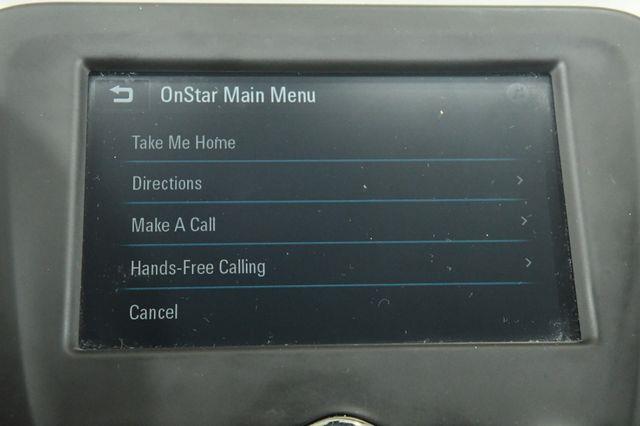 OnStar Main Menu
Take Me Home
Directions
Make A Call
Hands-Free Calling
Cancel